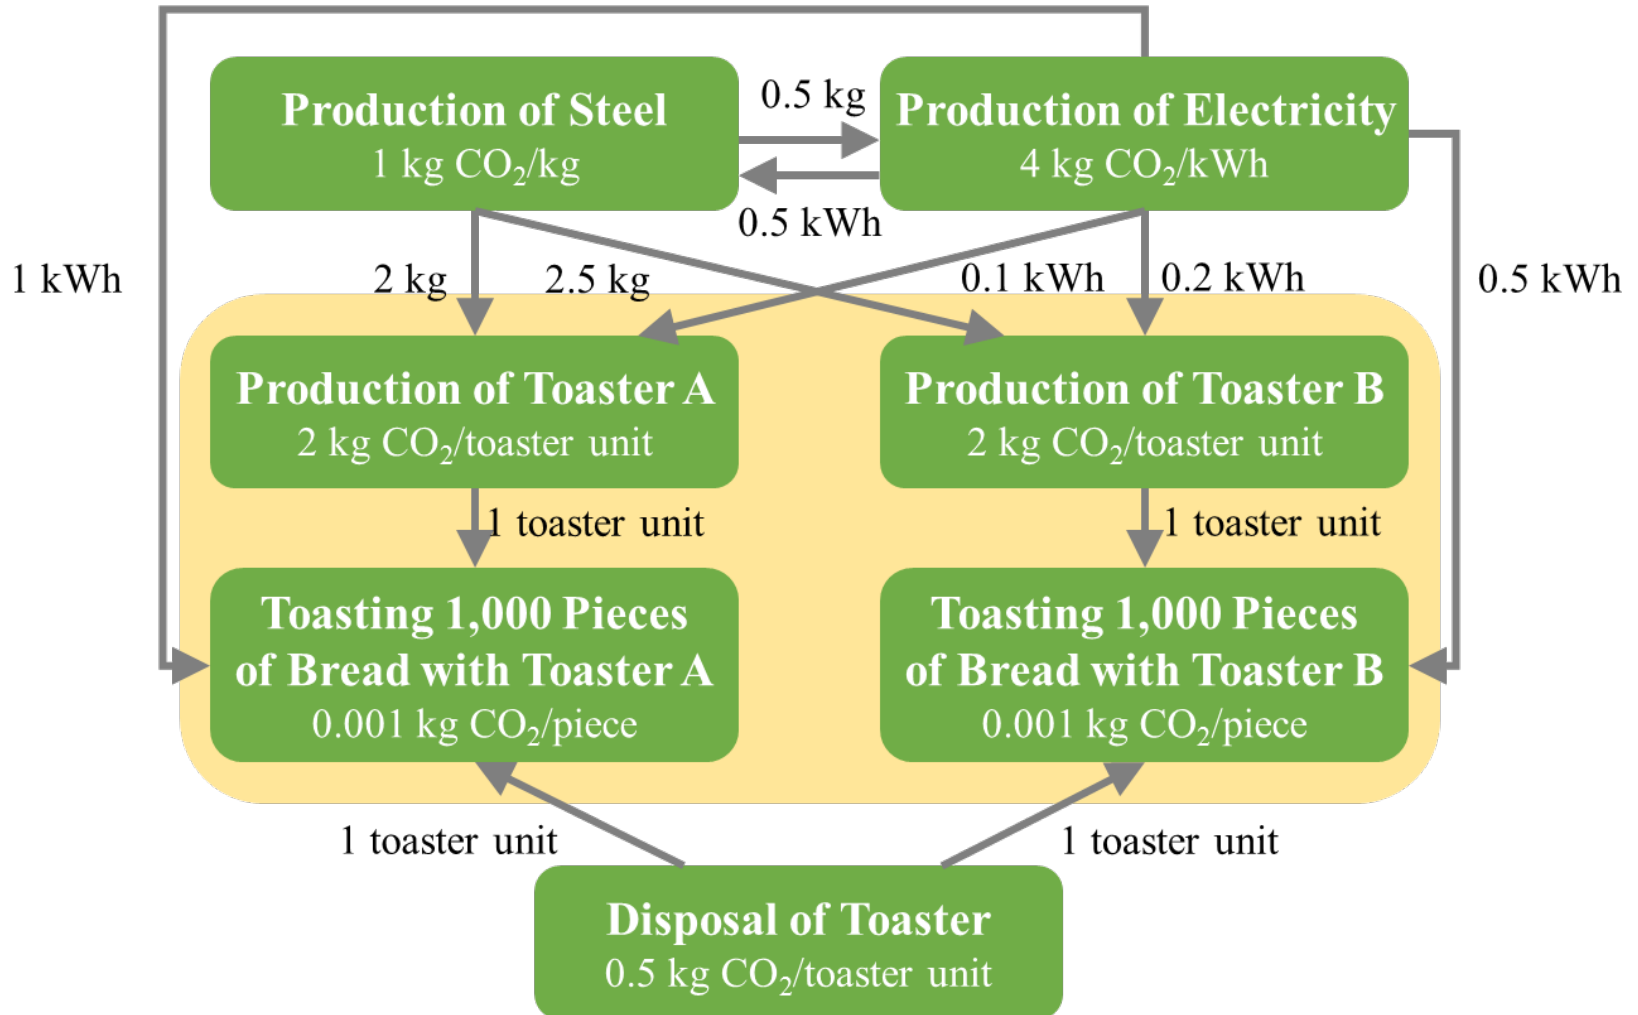 Production of Steel
1 kg CO₂/kg
0.5 kg
Production of Electricity
4 kg CO₂/kWh
0.5 kWh
1 kWh
2 kg
2.5 kg
0.1 kWh
0.2 kWh
0.5 kWh
Production of Toaster A
2 kg CO₂/toaster unit
Production of Toaster B
2 kg CO₂/toaster unit
1 toaster unit
1 toaster unit
Toasting 1,000 Pieces
of Bread with Toaster A
0.001 kg CO₂/piece
Toasting 1,000 Pieces
of Bread with Toaster B
0.001 kg CO₂/piece
1 toaster unit
1 toaster unit
Disposal of Toaster
0.5 kg CO₂/toaster unit